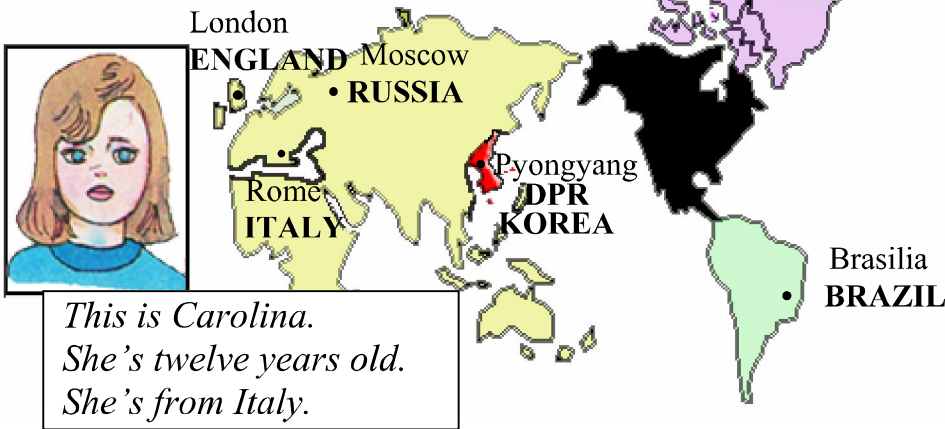 London
ENGLAND
Moscow
RUSSIA
Rome
ITALY
Pyongyang
DPR
KOREA
Brasilia
BRAZIL
This is Carolina.
She’s twelve years old.
She’s from Italy.